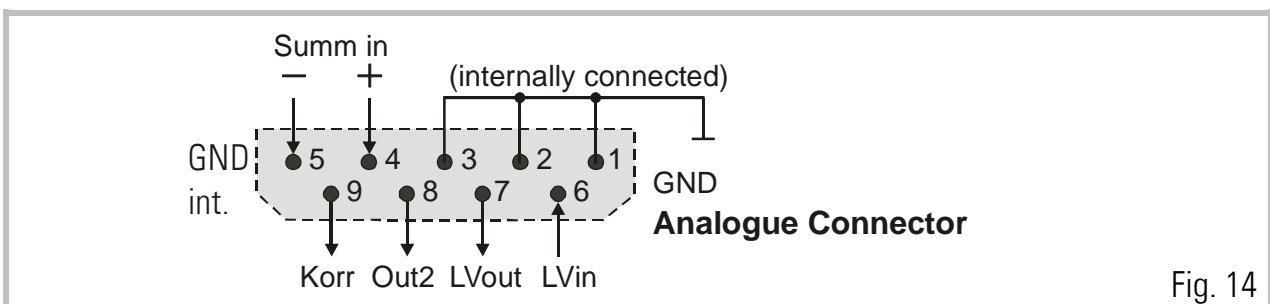 Summ in
− +
(internally connected)
GND 5 4 3 2 1
int. 9 8 7 6
GND
Analogue Connector
Korr Out2 LVout LVin
Fig. 14